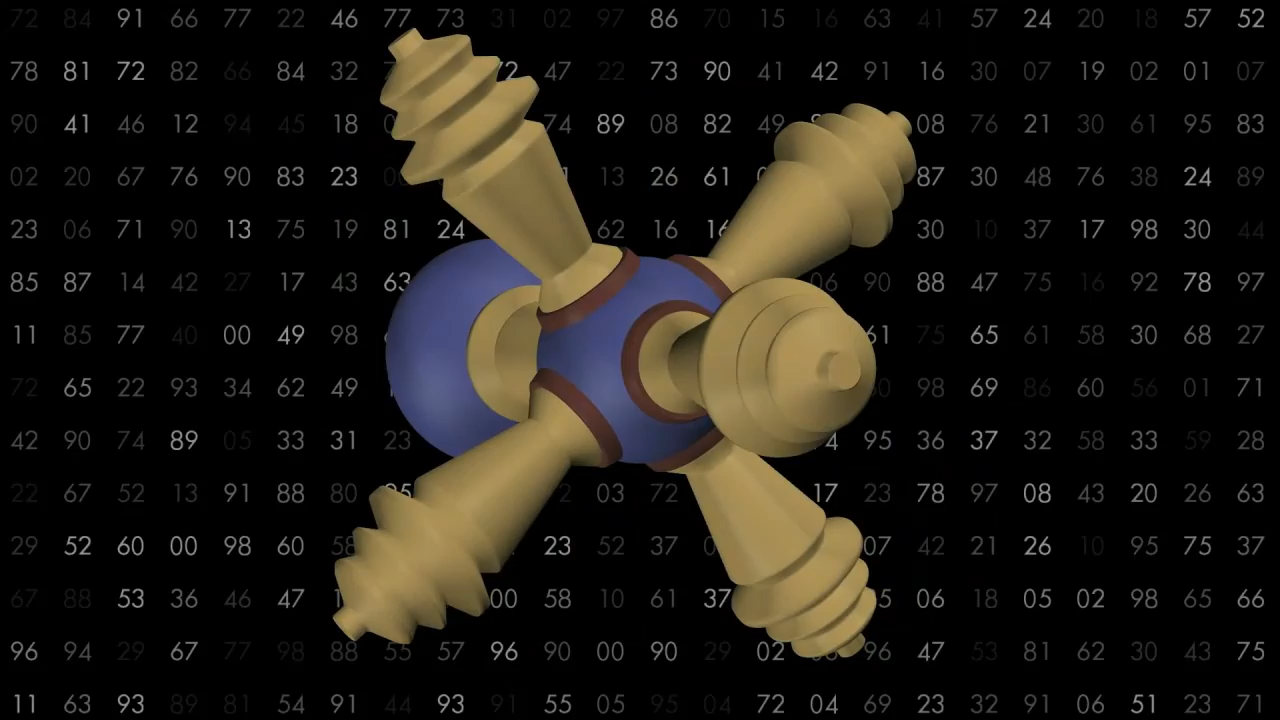 72 84 91 66 77 22 46 77 73 31 02 97 86 70 15 16 63 41 57 24 20 18 57 52
78 81 72 82 66 84 32 47 22 73 90 41 42 91 16 30 07 19 02 01 07
90 41 46 12 94 45 18 74 89 08 82 49 08 76 21 30 61 95 83
02 20 67 76 90 83 23 13 26 61 87 30 48 76 38 24 89
23 06 71 90 13 75 19 81 24 62 16 16 30 10 37 17 98 30 44
85 87 14 42 27 17 43 63 06 90 88 47 75 16 92 78 97
11 85 77 40 00 49 98 61 75 65 61 58 30 68 27
72 65 22 93 34 62 49 98 69 86 60 56 01 71
42 90 74 89 05 33 31 23 95 36 37 32 58 33 59 28
22 67 52 13 91 88 80 03 72 17 23 78 97 08 43 20 26 63
29 52 60 00 98 60 58 23 52 37 07 42 21 26 10 95 75 37
67 88 53 36 46 47 00 58 10 61 37 06 18 05 02 98 65 66
96 94 29 67 77 98 88 55 57 96 90 00 90 29 02 96 47 53 81 62 30 43 75
11 63 93 89 81 54 91 44 93 91 55 05 95 04 72 04 69 23 32 91 06 51 23 71